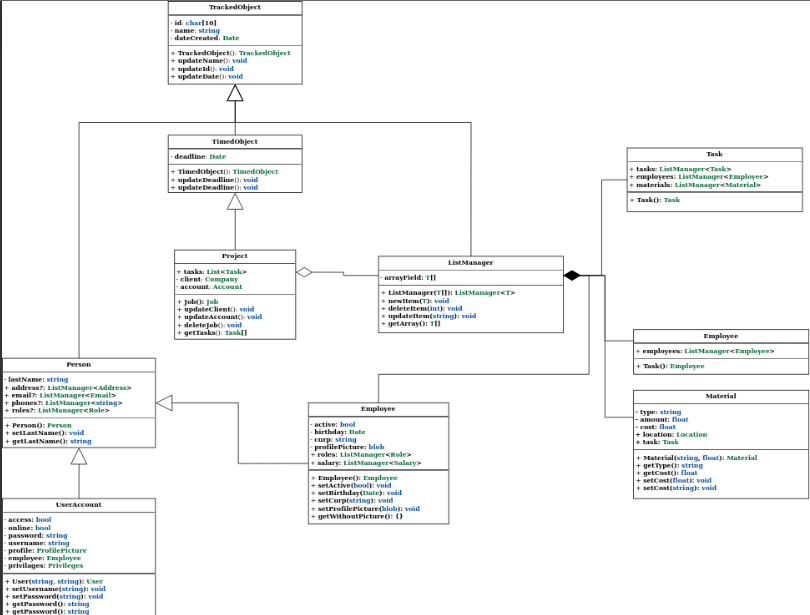 TrackedObject
- id: char[10]
- name: string
- dateCreated: Date
+ TrackedObject(): TrackedObject
+ updateName(): void
+ updateId(): void
+ updateDate(): void
TimedObject
- deadline: Date
+ TimedObject(): TimedObject
+ updateDeadline(): void
+ updateDeadline(): void
Task
+ tasks: ListManager<Task>
+ employees: ListManager<Employee>
+ materials: ListManager<Material>
+ Task(): Task
Project
+ tasks: List<Task>
- client: Company
- account: Account
+ Job(): Job
+ updateClient(): void
+ updateAccount(): void
+ deleteJob(): void
+ getTasks(): Task[]
ListManager
- arrayField: T[]
+ ListManager(T[]): ListManager<T>
+ newItem(T): void
+ deleteItem(int): void
+ updateItem(string): void
+ getArray(): T[]
Employee
+ employees: ListManager<Employee>
+ Task(): Employee
Person
- lastName: string
+ address?: ListManager<Address>
+ email?: ListManager<Email>
+ phones?: ListManager<string>
+ roles?: ListManager<Role>
+ Person(): Person
+ setLastName(): void
+ getLastName(): string
Material
- type: string
- amount: float
- cost: float
+ location: Location
+ task: Task
+ Material(string, float): Material
+ getType(): string
+ getCost(): float
+ setCost(float): void
+ setCost(string): void
Employee
- active: bool
- birthday: Date
- curp: string
- profilePicture: blob
+ roles: ListManager<Role>
+ salary: ListManager<Salary>
+ Employee(): Employee
+ setActive(bool): void
+ setBirthday(Date): void
+ setCurp(string): void
+ setProfilePicture(blob): void
+ getWithoutPicture(): {}
UserAccount
- access: bool
- online: bool
- password: string
- username: string
- profile: ProfilePicture
- employee: Employee
- privilages: Privileges
+ User(string, string): User
+ setUsername(string): void
+ setPassword(string): void
+ getPassword(): string
+ getPassword(): string